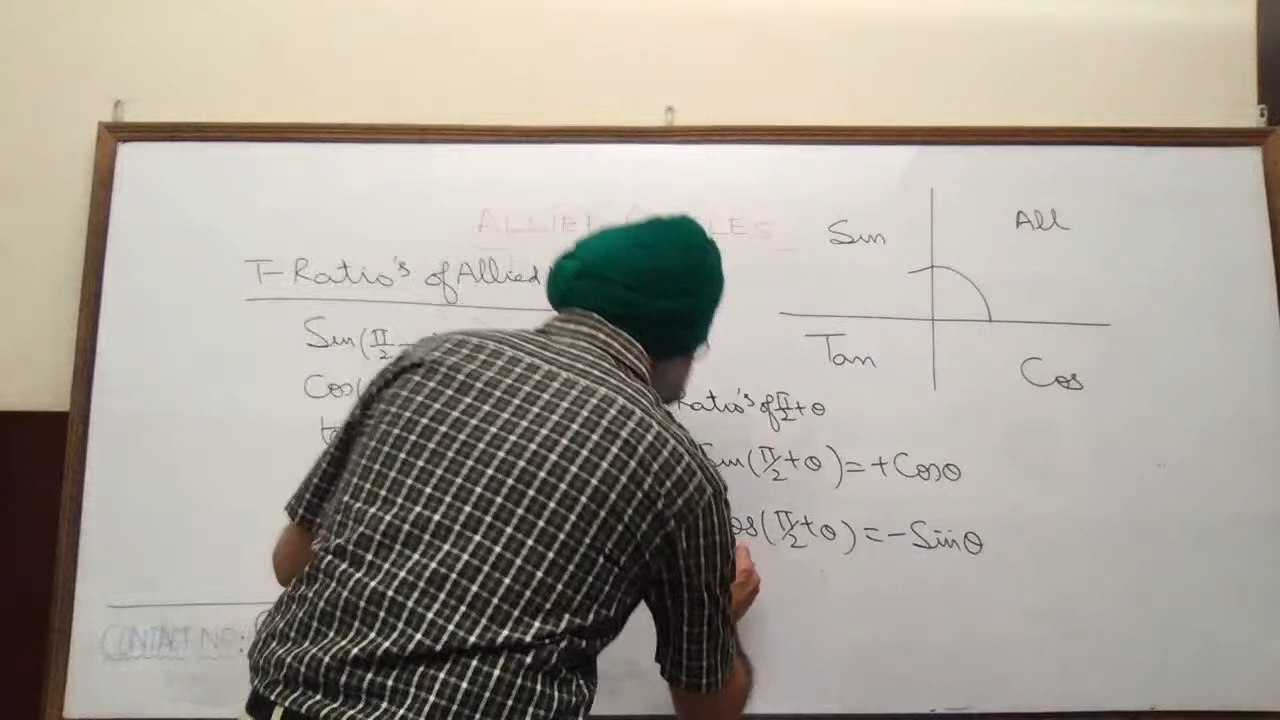 ALLIED
T-Ratio's of Allied
Sin(π/2
Cos(
Sin
All
Tan
Cos
Ratio's of π/2+θ
Sin(π/2+θ)=+Cosθ
Cos(π/2+θ)=-Sinθ
CONTACT NO: